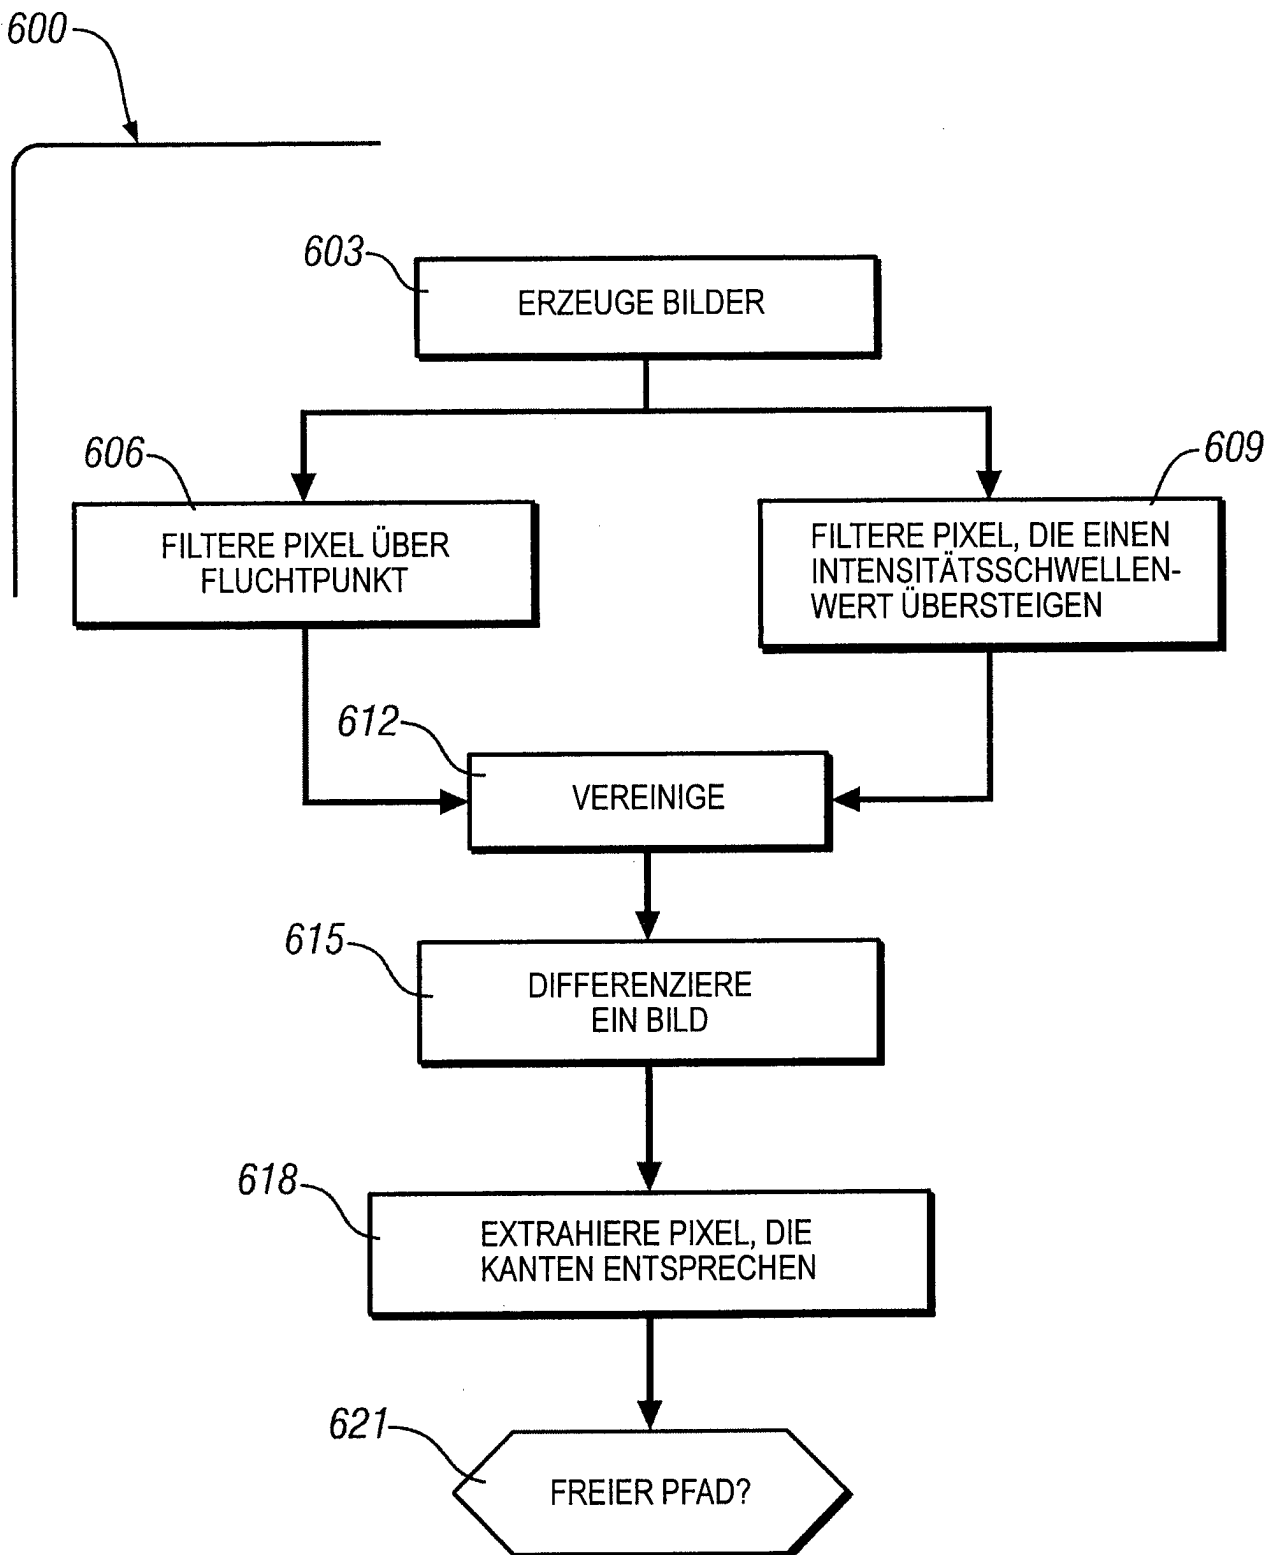 600
603
ERZEUGE BILDER
606
FILTERE PIXEL ÜBER
FLUCHTPUNKT
609
FILTERE PIXEL, DIE EINEN
INTENSITÄTSSCHWELLEN-
WERT ÜBERSTEIGEN
612
VEREINIGE
615
DIFFERENZIERE
EIN BILD
618
EXTRAHIERE PIXEL, DIE
KANTEN ENTSPRECHEN
621
FREIER PFAD?